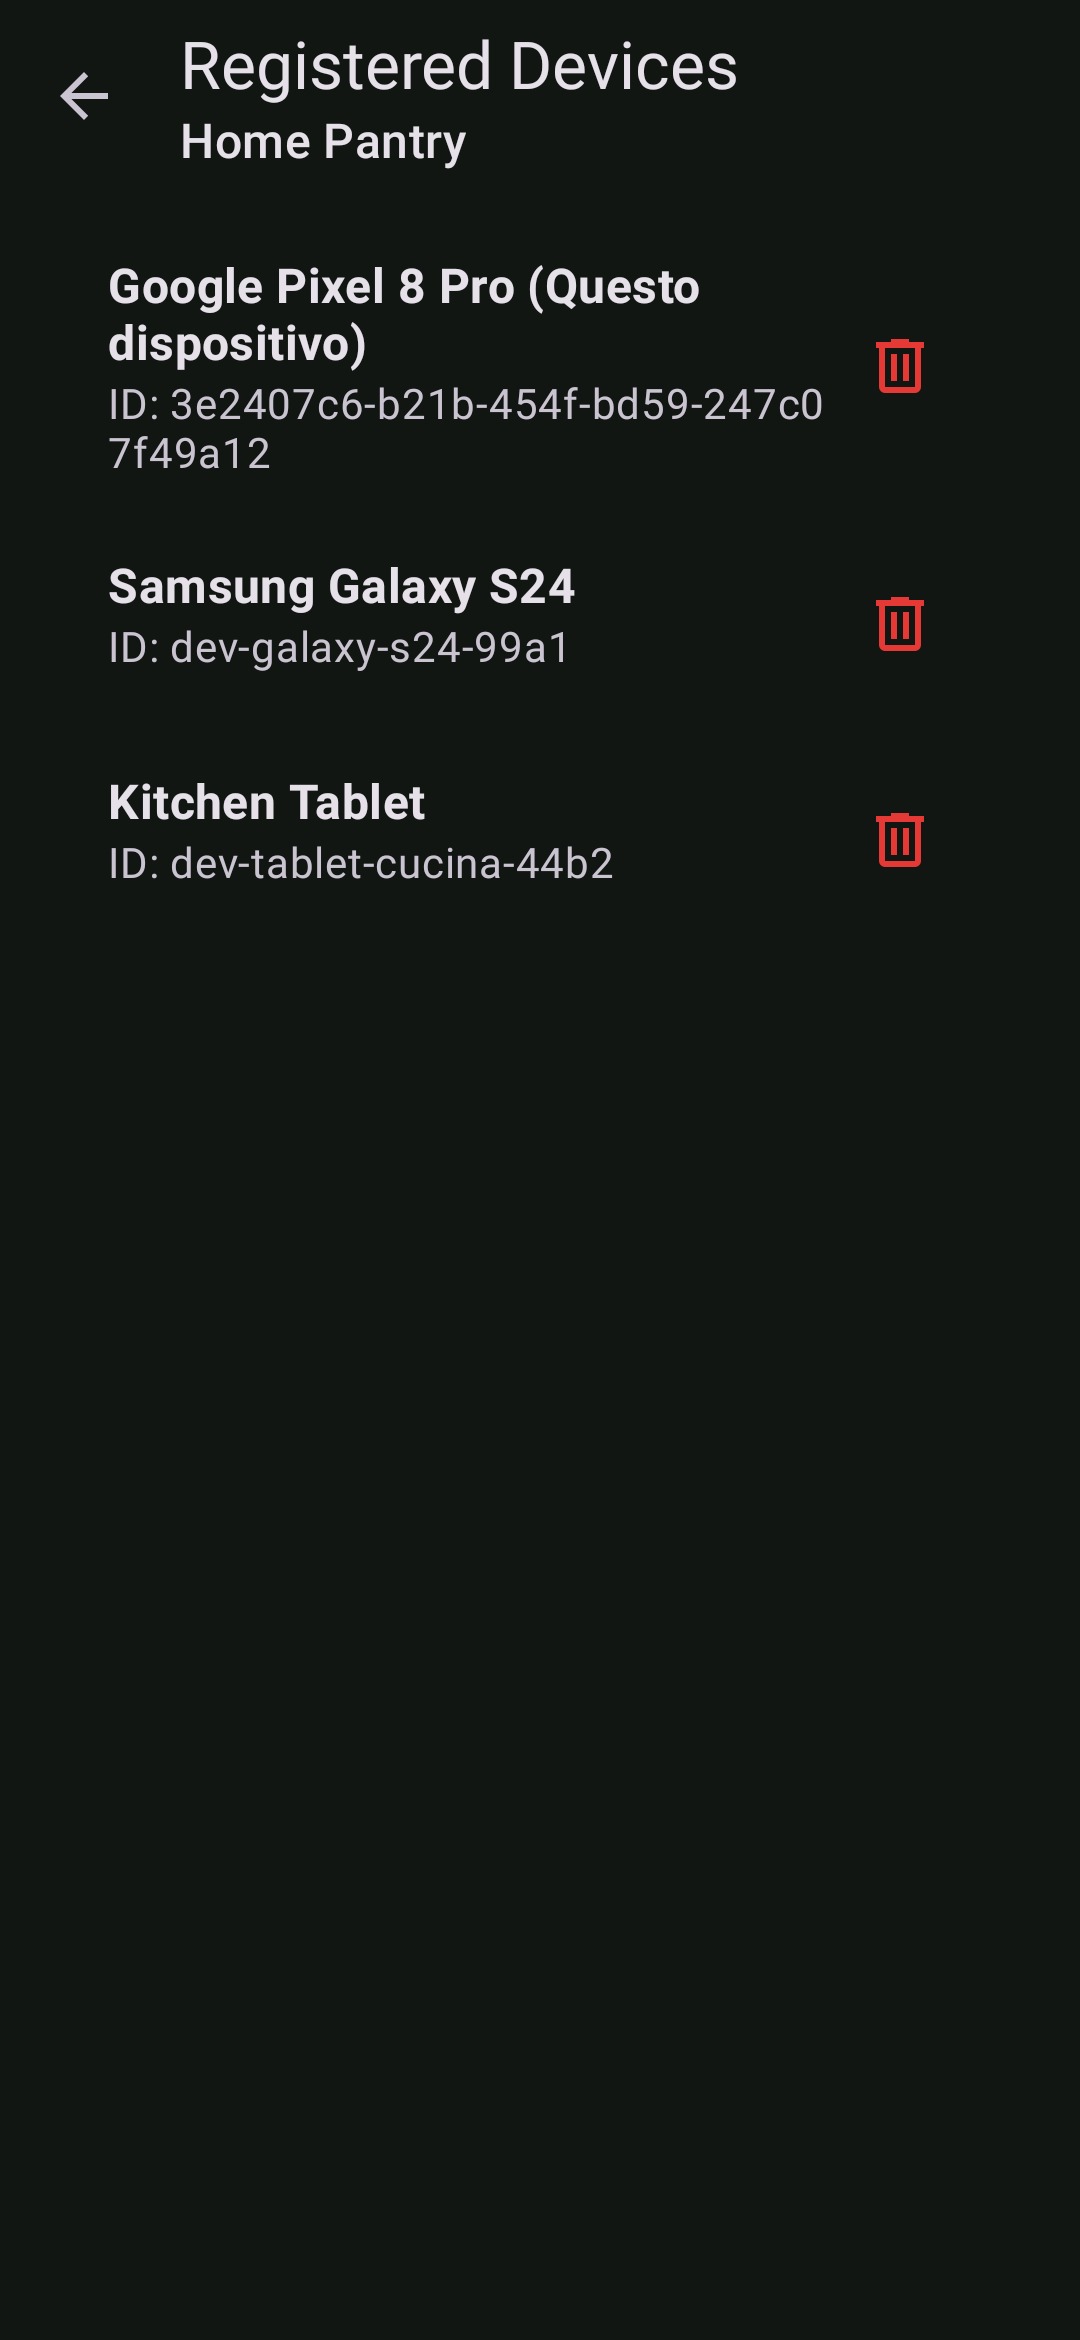 Registered Devices
Home Pantry
Google Pixel 8 Pro (Questo
dispositivo)
ID: 3e2407c6-b21b-454f-bd59-247c0
7f49a12
Samsung Galaxy S24
ID: dev-galaxy-s24-99a1
Kitchen Tablet
ID: dev-tablet-cucina-44b2